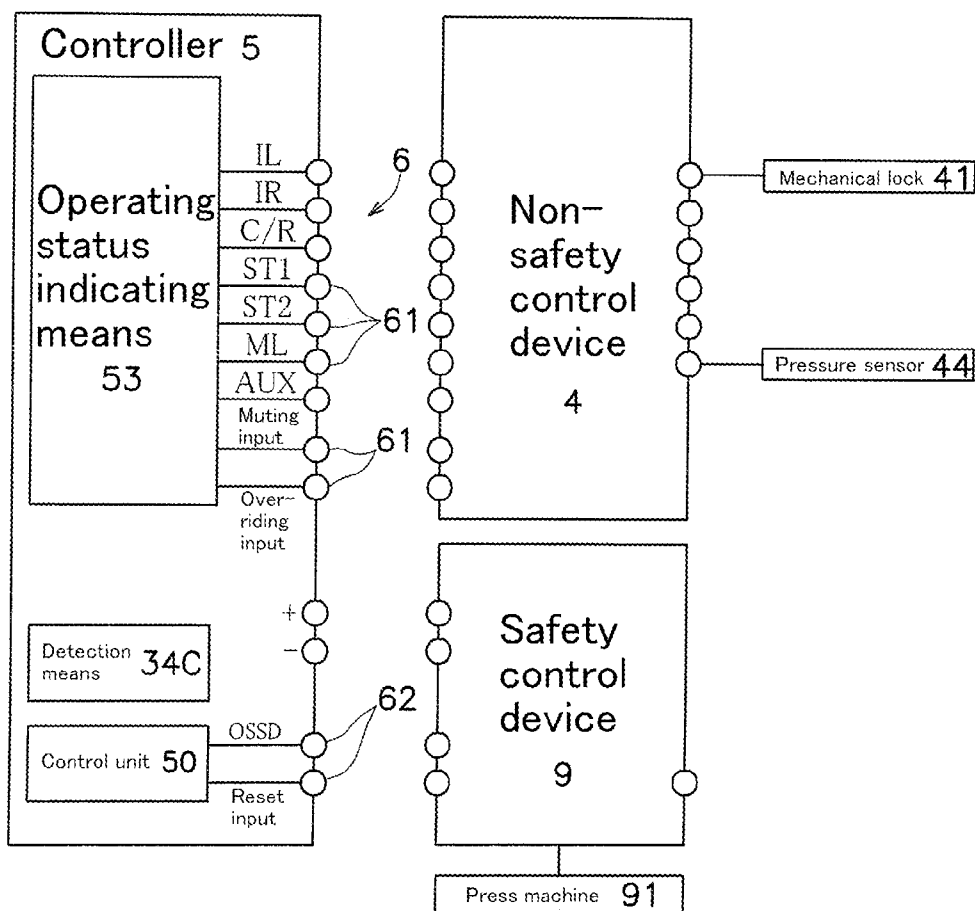 Controller 5
Operating
status
indicating
means
53
IL
IR
C/R
ST1
ST2
ML
AUX
Muting
input
Over-
riding
input
61
61
6
+
−
Detection
means 34C
Control unit 50
OSSD
Reset
input
62
Non-
safety
control
device
4
Mechanical lock 41
Pressure sensor 44
Safety
control
device
9
Press machine 91